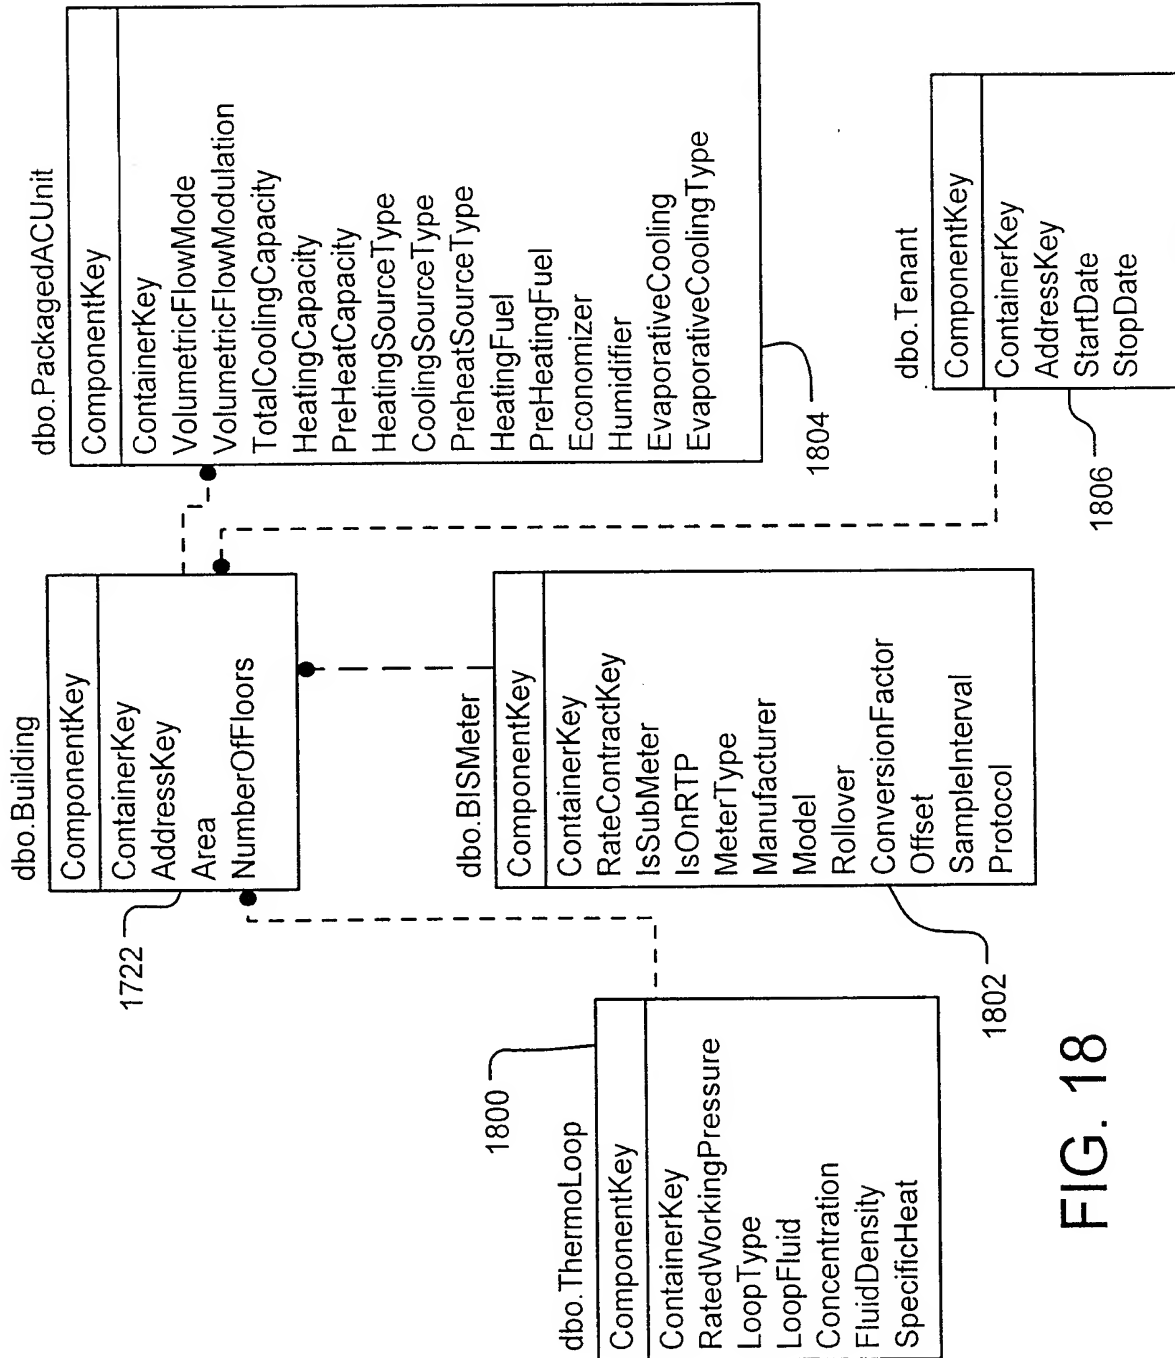 dbo.ThermoLoop
ComponentKey
ContainerKey
RatedWorkingPressure
LoopType
LoopFluid
Concentration
FluidDensity
SpecificHeat
1800
dbo.Building
ComponentKey
ContainerKey
AddressKey
Area
NumberOfFloors
1722
dbo.BISMeter
ComponentKey
ContainerKey
RateContractKey
IsSubMeter
IsOnRTP
MeterType
Manufacturer
Model
Rollover
ConversionFactor
Offset
SampleInterval
Protocol
1802
dbo.PackagedACUnit
ComponentKey
ContainerKey
VolumetricFlowMode
VolumetricFlowModulation
TotalCoolingCapacity
HeatingCapacity
PreHeatCapacity
HeatingSourceType
CoolingSourceType
PreheatSourceType
HeatingFuel
PreHeatingFuel
Economizer
Humidifier
EvaporativeCooling
EvaporativeCoolingType
1804
dbo.Tenant
ComponentKey
ContainerKey
AddressKey
StartDate
StopDate
1806
FIG. 18